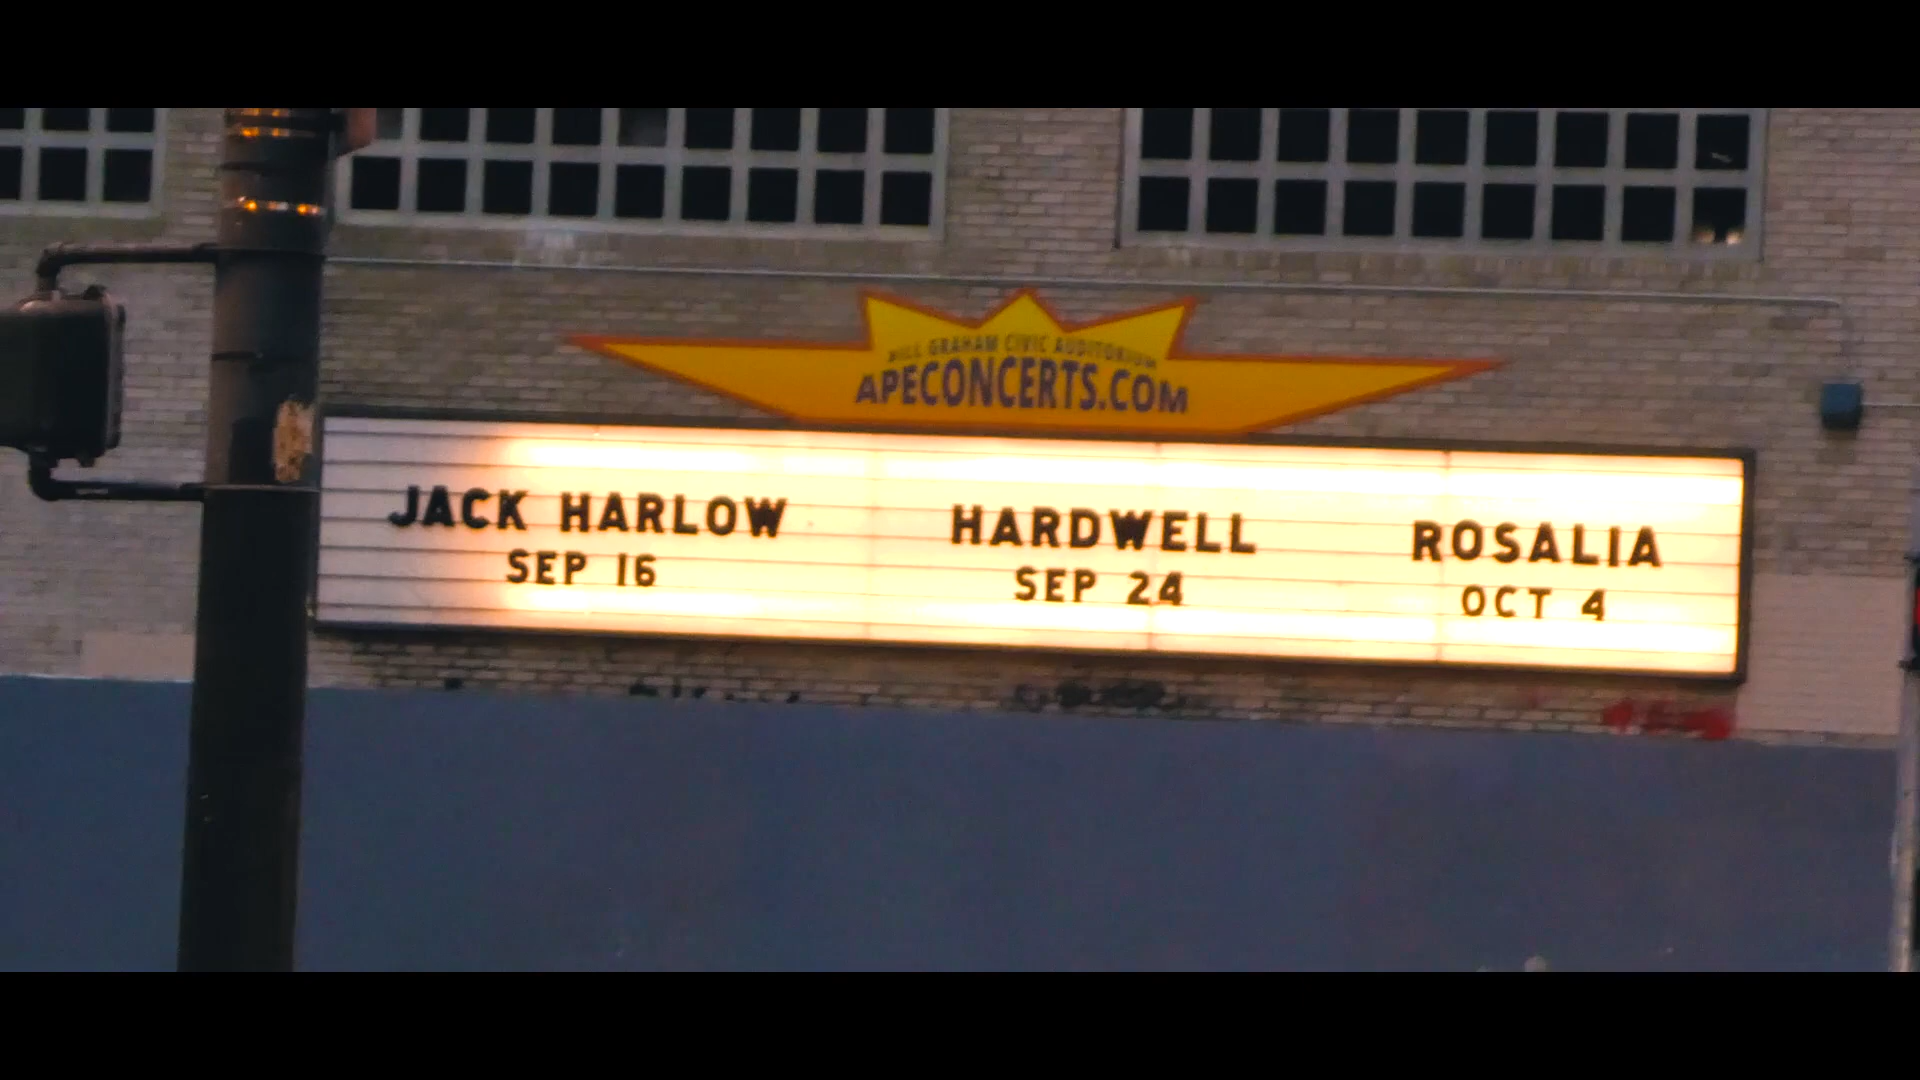 BILL GRAHAM CIVIC AUDITORIUM
APECONCERTS.COM
JACK HARLOW
SEP 16
HARDWELL
SEP 24
ROSALIA
OCT 4